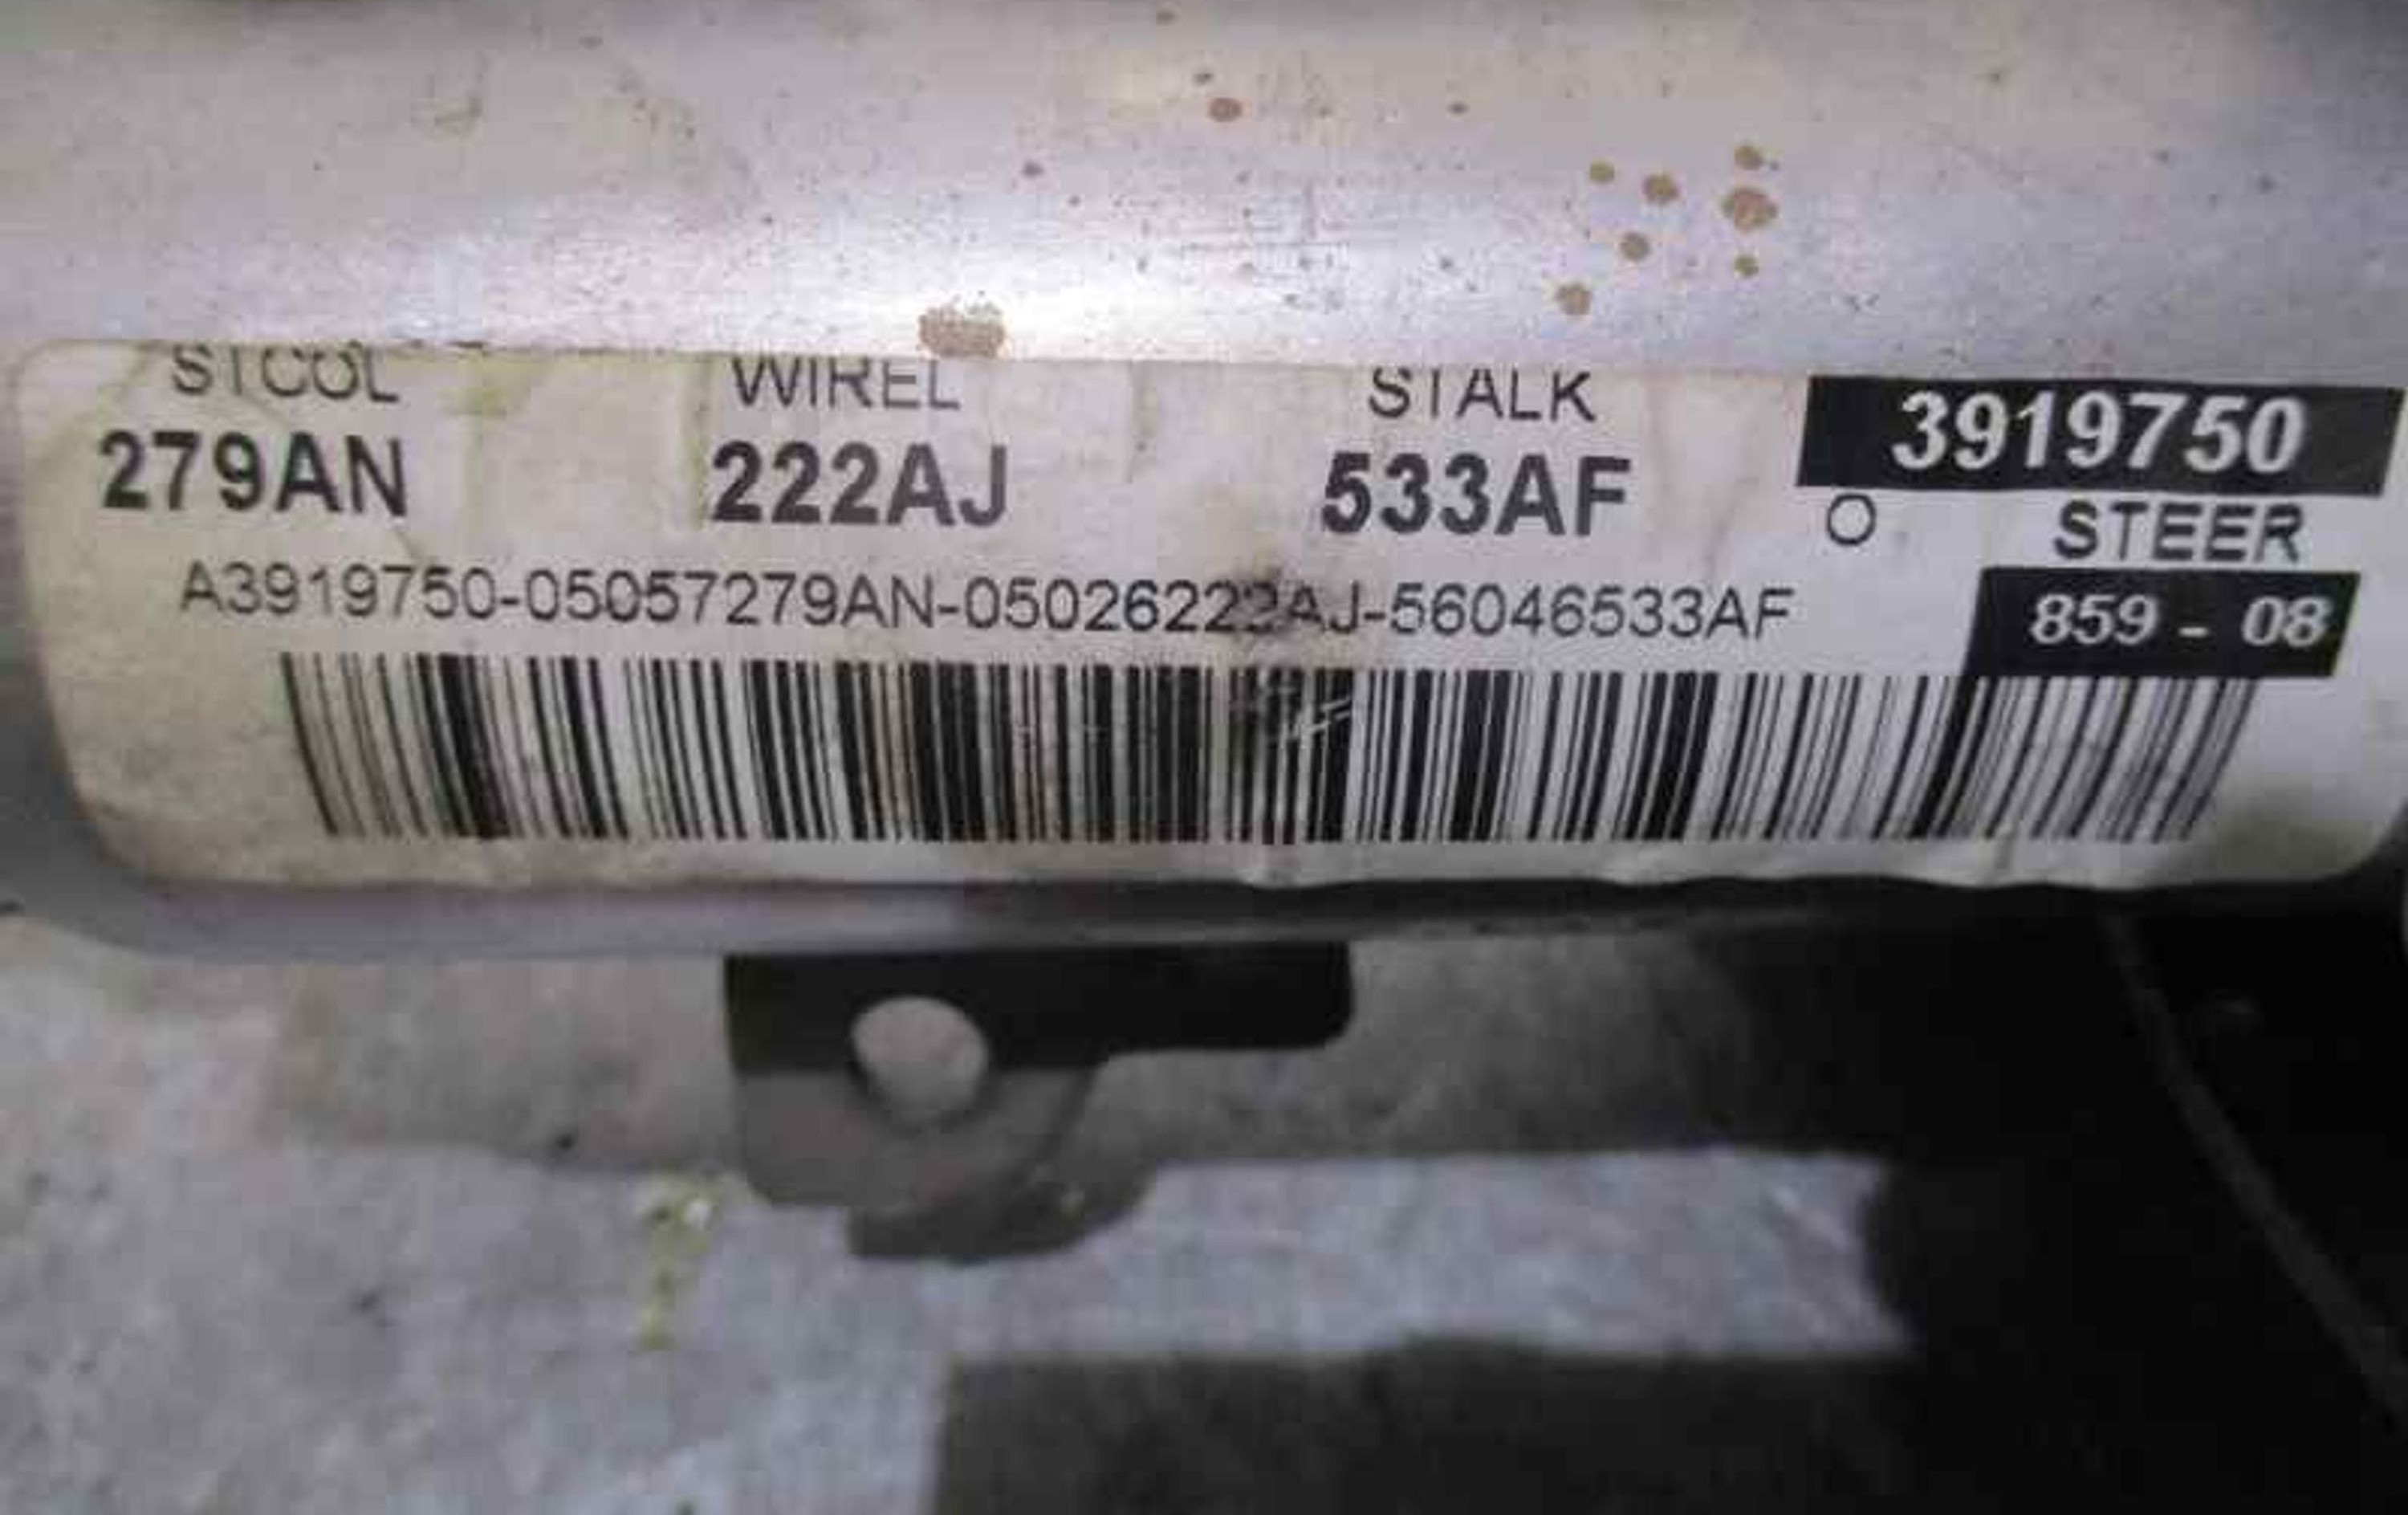 STCOL WIREL STALK 3919750
279AN 222AJ 533AF O STEER
A3919750-05057279AN-05026222AJ-56046533AF 859 - 08